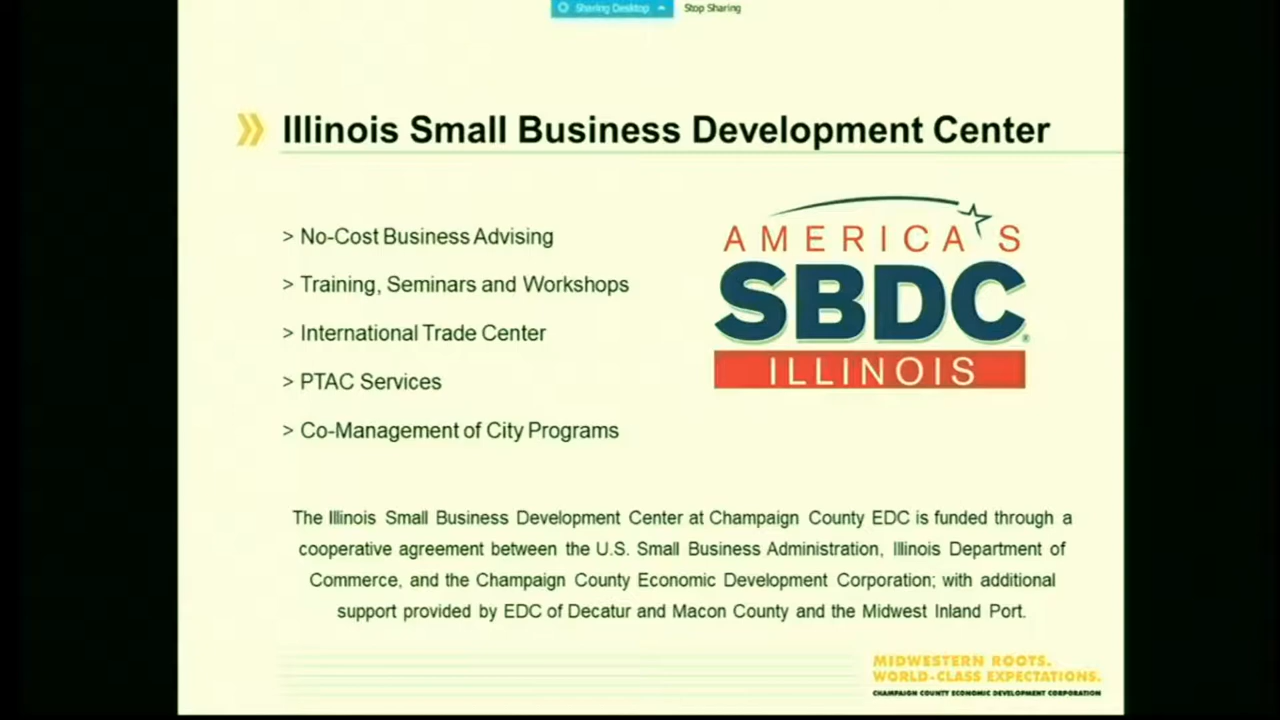 Sharing Desktop Stop Sharing
Illinois Small Business Development Center
> No-Cost Business Advising
> Training, Seminars and Workshops
> International Trade Center
> PTAC Services
> Co-Management of City Programs
AMERICA'S
SBDC®
ILLINOIS
The Illinois Small Business Development Center at Champaign County EDC is funded through a
cooperative agreement between the U.S. Small Business Administration, Illinois Department of
Commerce, and the Champaign County Economic Development Corporation; with additional
support provided by EDC of Decatur and Macon County and the Midwest Inland Port.
MIDWESTERN ROOTS.
WORLD-CLASS EXPECTATIONS.
CHAMPAIGN COUNTY ECONOMIC DEVELOPMENT CORPORATION